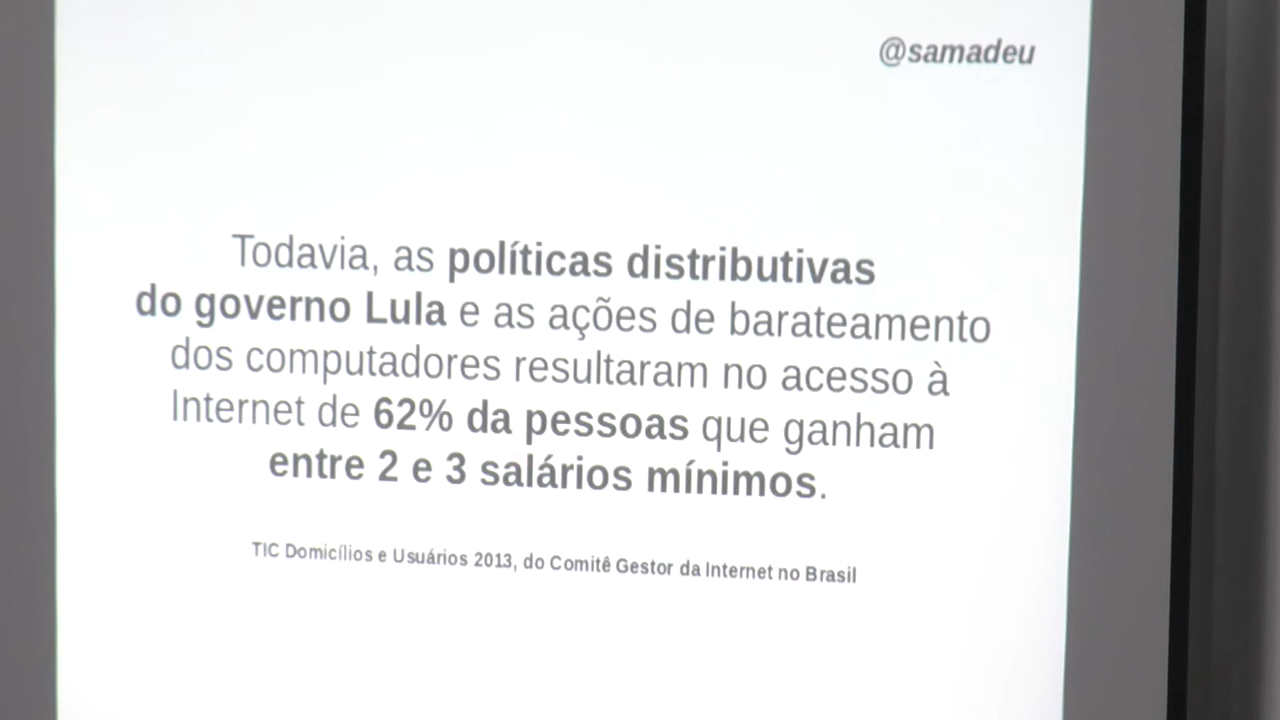 @samadeu
Todavia, as políticas distributivas
do governo Lula e as ações de barateamento
dos computadores resultaram no acesso à
Internet de 62% da pessoas que ganham
entre 2 e 3 salários mínimos.
TIC Domicílios e Usuários 2013, do Comitê Gestor da Internet no Brasil